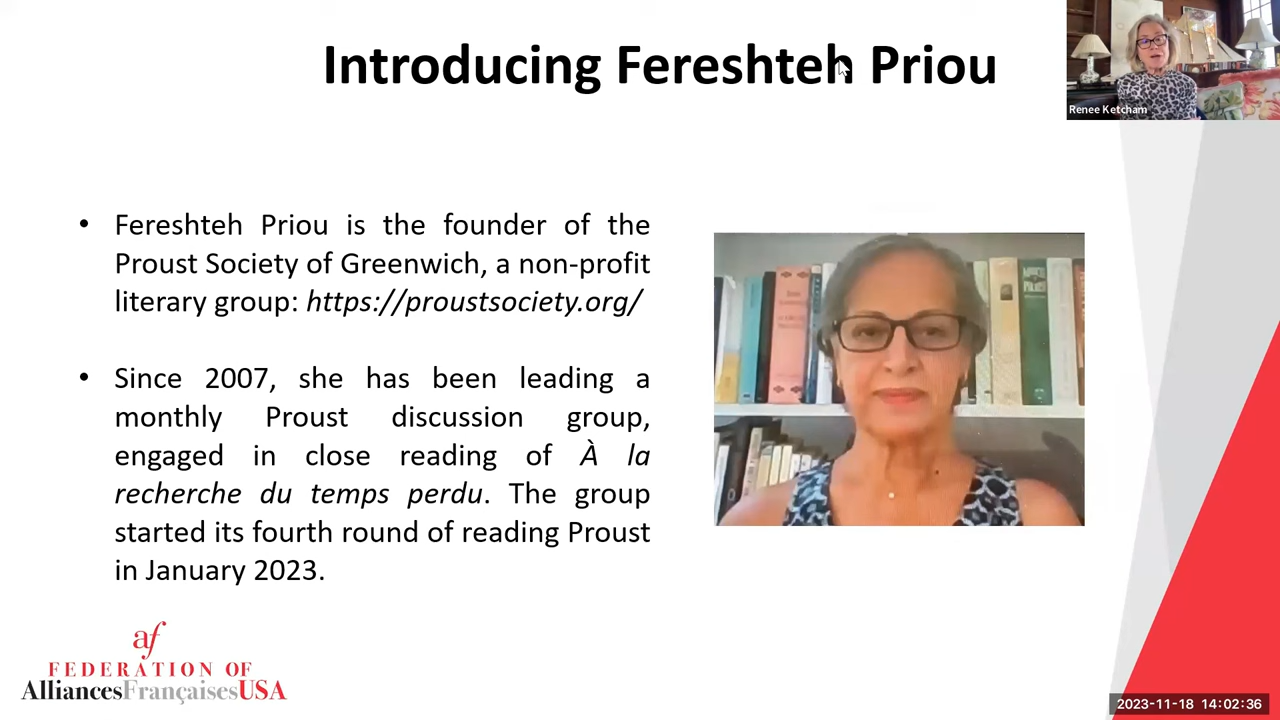 Introducing Fereshteh Priou
Renee Ketcham
• Fereshteh Priou is the founder of the
Proust Society of Greenwich, a non-profit
literary group: https://proustsociety.org/
• Since 2007, she has been leading a
monthly Proust discussion group,
engaged in close reading of À la
recherche du temps perdu. The group
started its fourth round of reading Proust
in January 2023.
af
FEDERATION OF
AlliancesFrançaisesUSA
2023-11-18 14:02:36